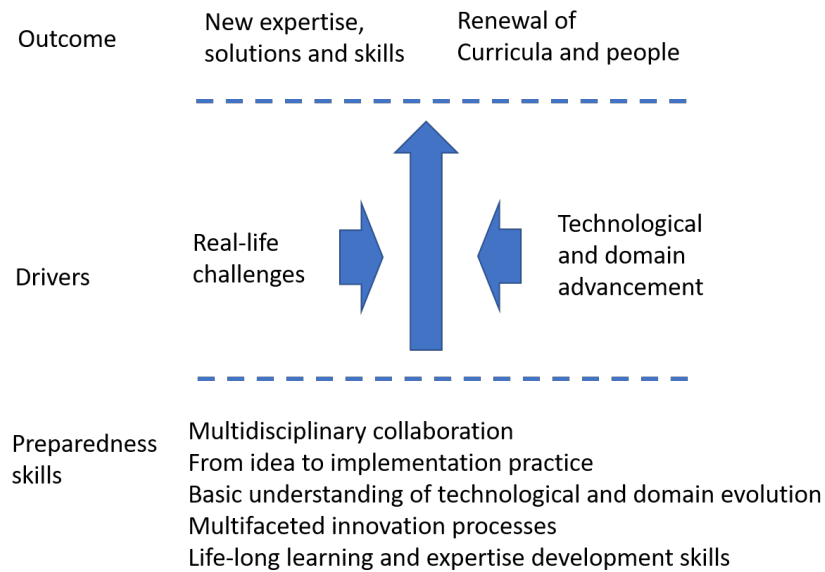 Outcome
New expertise,
solutions and skills
Renewal of
Curricula and people
Drivers
Real-life
challenges
Technological
and domain
advancement
Preparedness
skills
Multidisciplinary collaboration
From idea to implementation practice
Basic understanding of technological and domain evolution
Multifaceted innovation processes
Life-long learning and expertise development skills